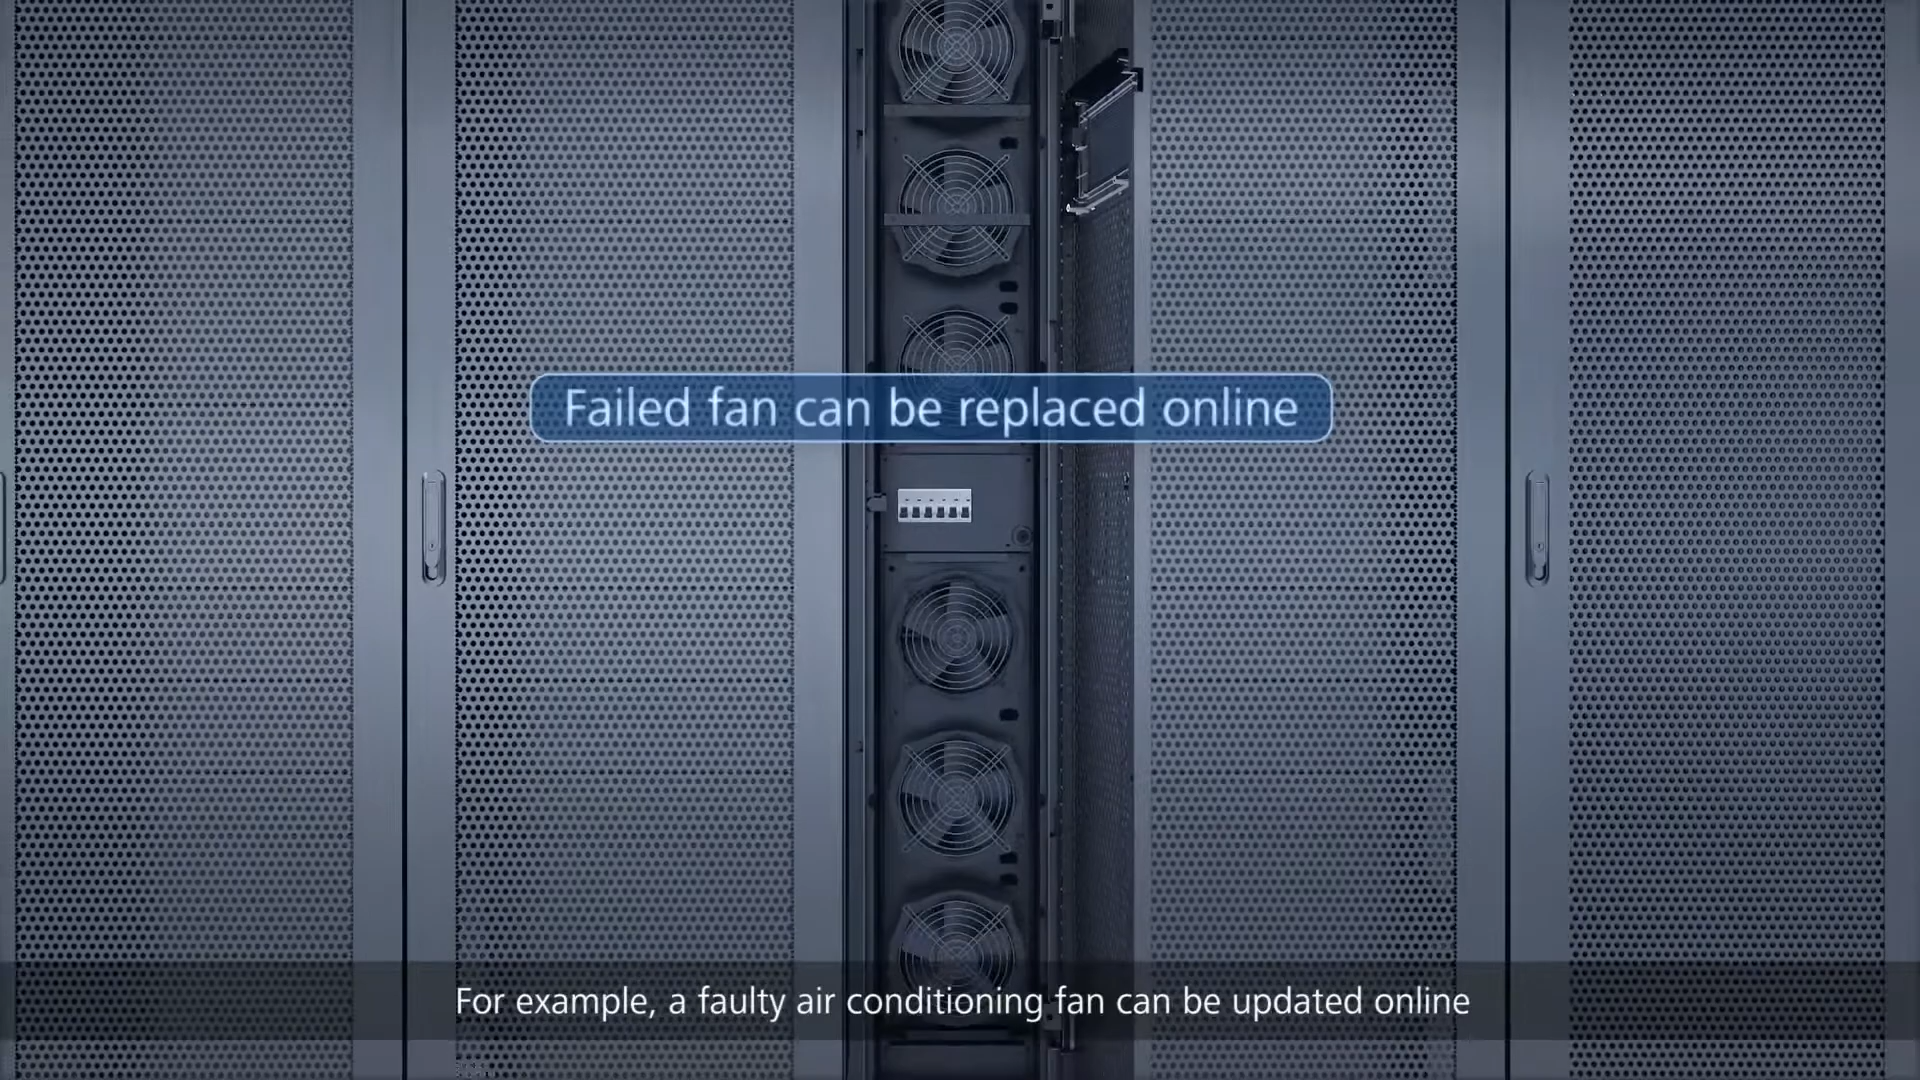 Failed fan can be replaced online
For example, a faulty air conditioning fan can be updated online